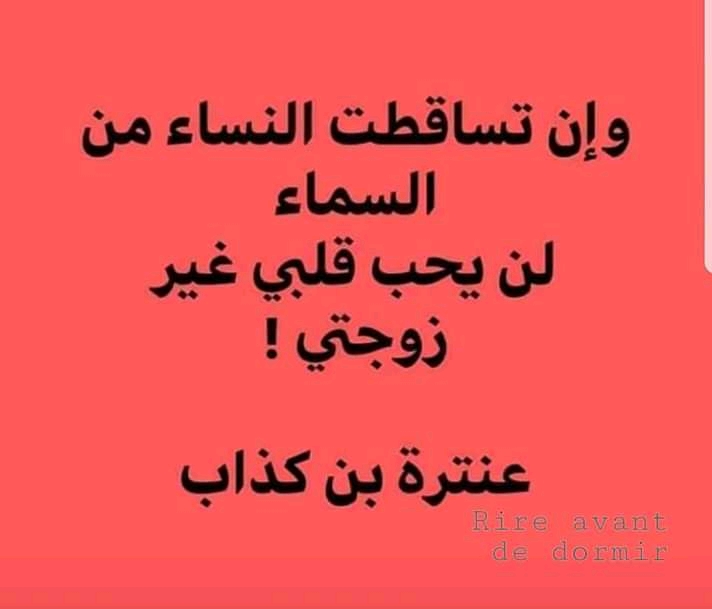 وإن تساقطت النساء من
السماء
لن يحب قلبي غير
زوجتي !
عنترة بن كذاب
Rire avant
de dormir